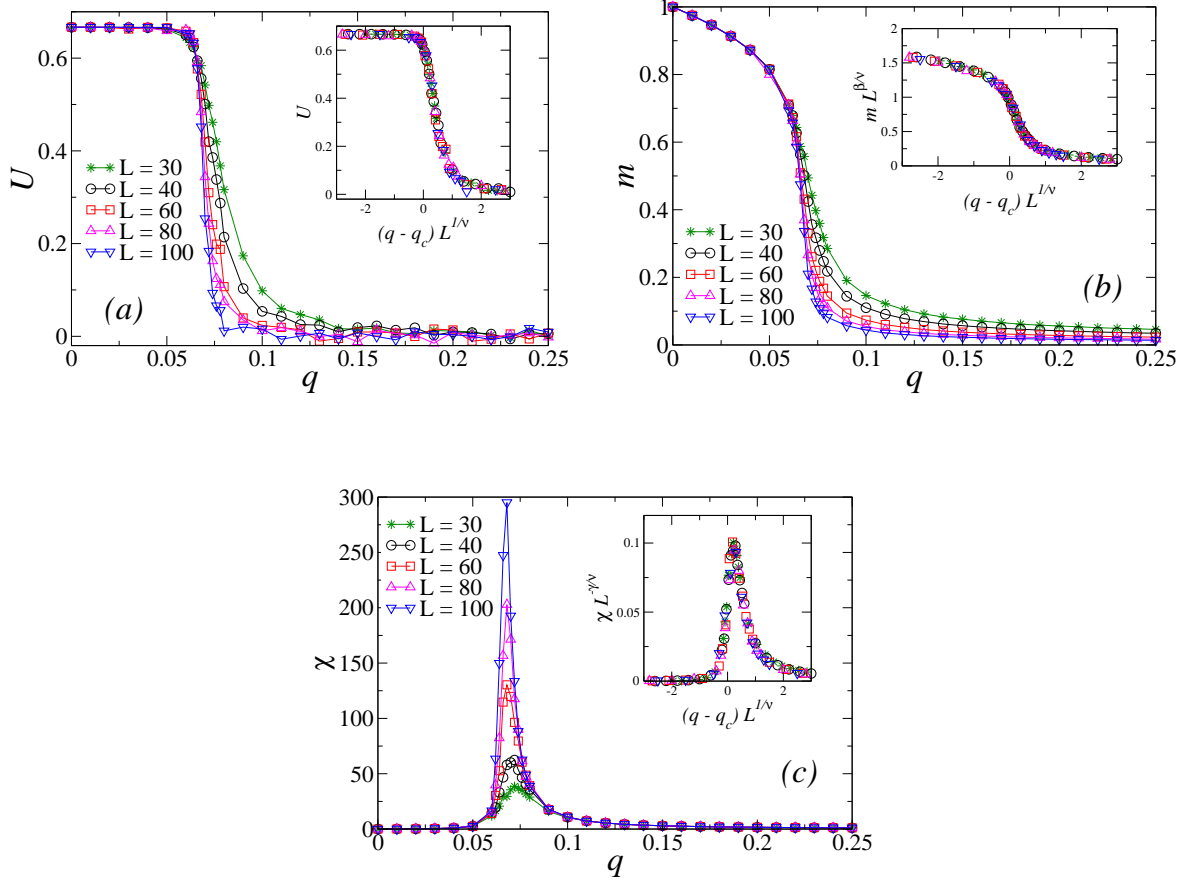 0.6
0.4
0.2
0
U
L = 30
L = 40
L = 60
L = 80
L = 100
(a)
0 0.05 0.1 0.15 0.2 0.25
q
0.6
0.4
0.2
0.0
U
-2 0 2
(q - q_c) L^{1/ν}
1
0.8
0.6
0.4
0.2
0
m
L = 30
L = 40
L = 60
L = 80
L = 100
(b)
0 0.05 0.1 0.15 0.2 0.25
q
2
1.5
1
0.5
0
m L^{β/ν}
-2 0 2
(q - q_c) L^{1/ν}
300
250
200
150
100
50
0
χ
L = 30
L = 40
L = 60
L = 80
L = 100
(c)
0 0.05 0.1 0.15 0.2 0.25
q
0.1
0.05
0
χ L^{-γ/ν}
-2 0 2
(q - q_c) L^{1/ν}